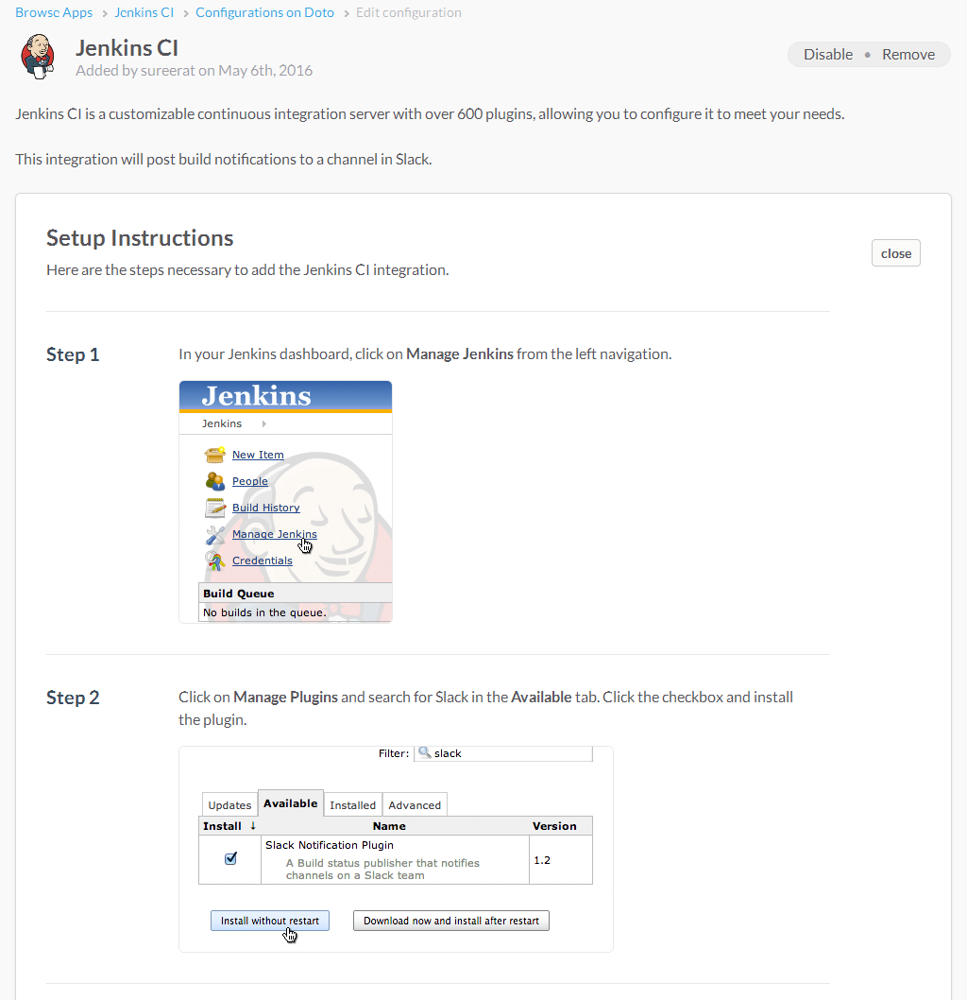 Browse Apps > Jenkins CI > Configurations on Doto > Edit configuration
Jenkins CI
Added by sureerat on May 6th, 2016
Disable • Remove
Jenkins CI is a customizable continuous integration server with over 600 plugins, allowing you to configure it to meet your needs.
This integration will post build notifications to a channel in Slack.
Setup Instructions
close
Here are the steps necessary to add the Jenkins CI integration.
Step 1
In your Jenkins dashboard, click on Manage Jenkins from the left navigation.
Jenkins
Jenkins
New Item
People
Build History
Manage Jenkins
Credentials
Build Queue
No builds in the queue.
Step 2
Click on Manage Plugins and search for Slack in the Available tab. Click the checkbox and install
the plugin.
Filter: slack
Updates Available Installed Advanced
Install ↓ Name Version
Slack Notification Plugin
A Build status publisher that notifies
channels on a Slack team
1.2
Install without restart Download now and install after restart